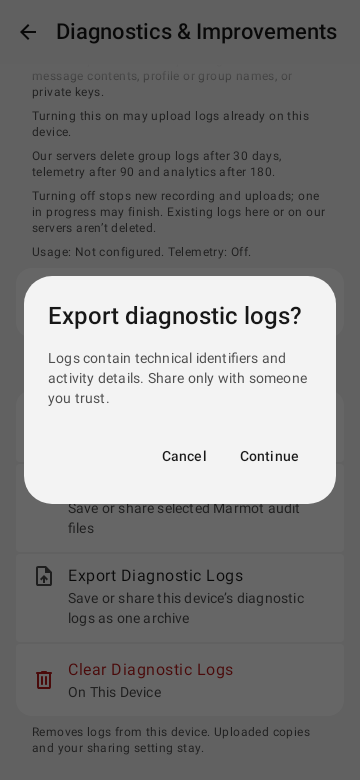 Diagnostics & Improvements
message contents, profile or group names, or
private keys.
Turning this on may upload logs already on this
device.
Our servers delete group logs after 30 days,
telemetry after 90 and analytics after 180.
Turning off stops new recording and uploads; one
in progress may finish. Existing logs here or on our
servers aren't deleted.
Usage: Not configured. Telemetry: Off.
Export diagnostic logs?
Logs contain technical identifiers and
activity details. Share only with someone
you trust.
Cancel
Continue
Save or share selected Marmot audit
files
Export Diagnostic Logs
Save or share this device's diagnostic
logs as one archive
Clear Diagnostic Logs
On This Device
Removes logs from this device. Uploaded copies
and your sharing setting stay.